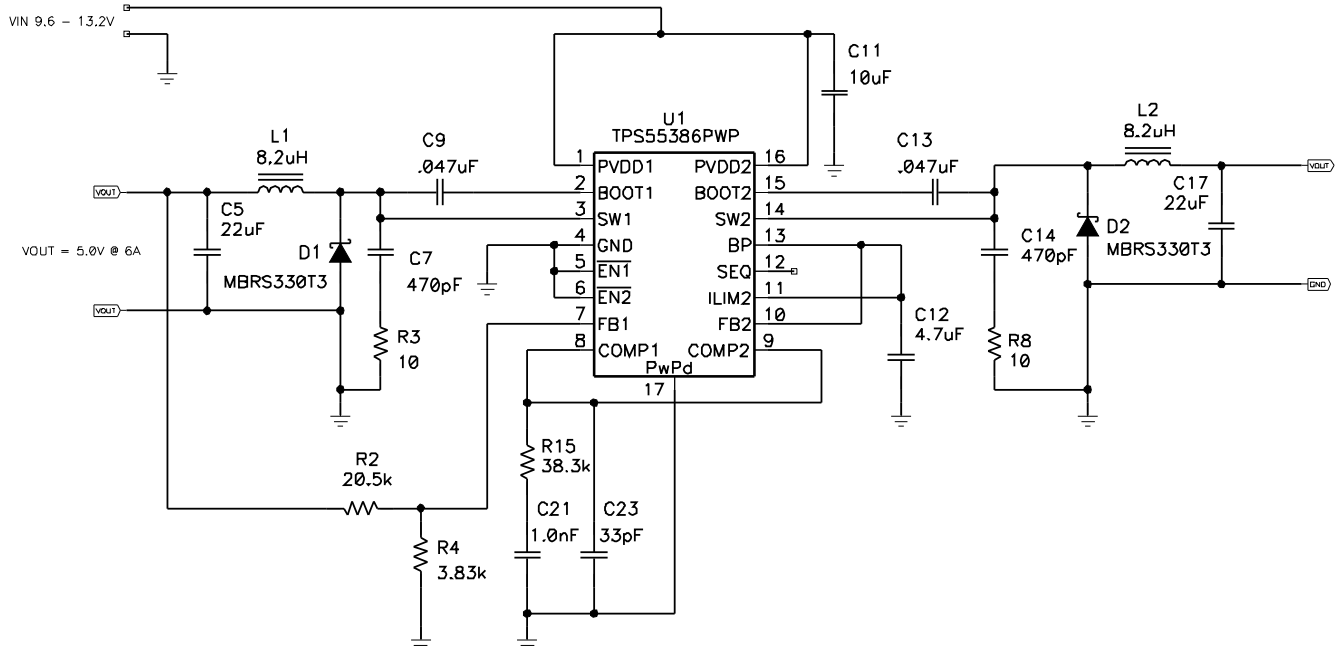 VIN 9.6 - 13.2V
C11
10uF
U1
TPS55386PWP
L1
8.2uH
C9
.047uF
C13
.047uF
L2
8.2uH
1
PVDD1
PVDD2
16
2
BOOT1
BOOT2
15
3
SW1
SW2
14
4
GND
BP
13
5
EN1
SEQ
12
6
EN2
ILIM2
11
7
FB1
FB2
10
8
COMP1
COMP2
9
PwPd
17
VOUT
C5
22uF
VOUT = 5.0V @ 6A
D1
MBRS330T3
C7
470pF
VOUT
R3
10
C14
470pF
D2
MBRS330T3
C17
22uF
VOUT
GND
C12
4.7uF
R8
10
R2
20.5k
R4
3.83k
R15
38.3k
C21
1.0nF
C23
33pF